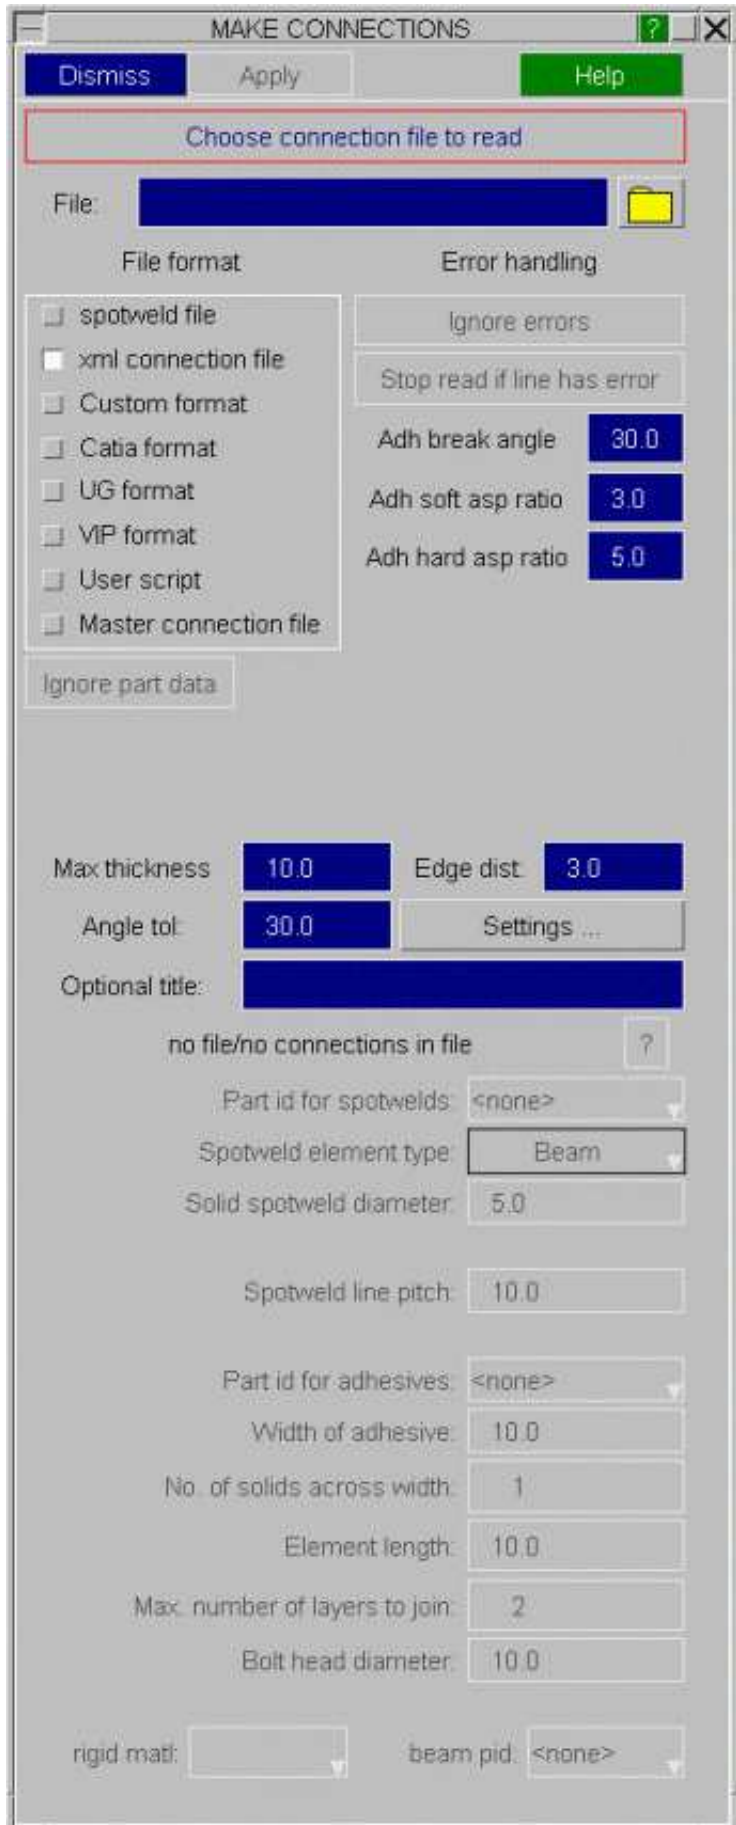 MAKE CONNECTIONS ?
Dismiss Apply Help
Choose connection file to read
File:
File format Error handling
spotweld file Ignore errors
xml connection file Stop read if line has error
Custom format Adh break angle 30.0
Catia format
UG format Adh soft asp ratio 3.0
VIP format Adh hard asp ratio 5.0
User script
Master connection file
Ignore part data
Max thickness 10.0 Edge dist: 3.0
Angle tol: 30.0 Settings ...
Optional title:
no file/no connections in file ?
Part id for spotwelds: <none>
Spotweld element type: Beam
Solid spotweld diameter: 5.0
Spotweld line pitch: 10.0
Part id for adhesives: <none>
Width of adhesive: 10.0
No. of solids across width: 1
Element length: 10.0
Max. number of layers to join: 2
Bolt head diameter: 10.0
rigid matl: beam pid: <none>